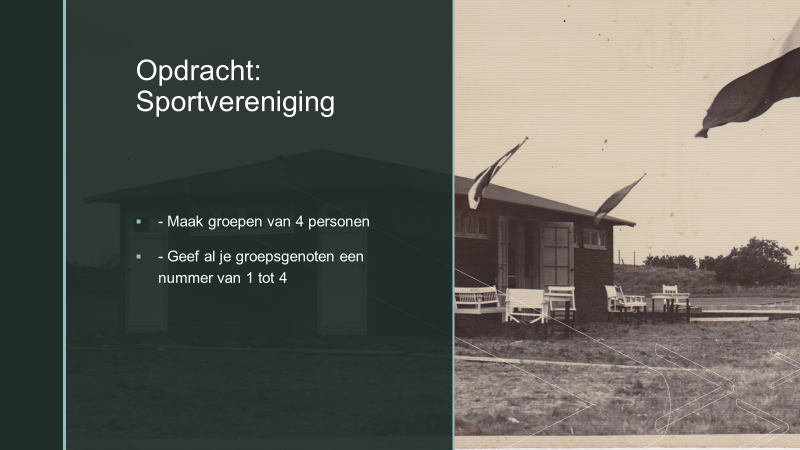 Opdracht:
Sportvereniging
- Maak groepen van 4 personen
- Geef al je groepsgenoten een
nummer van 1 tot 4